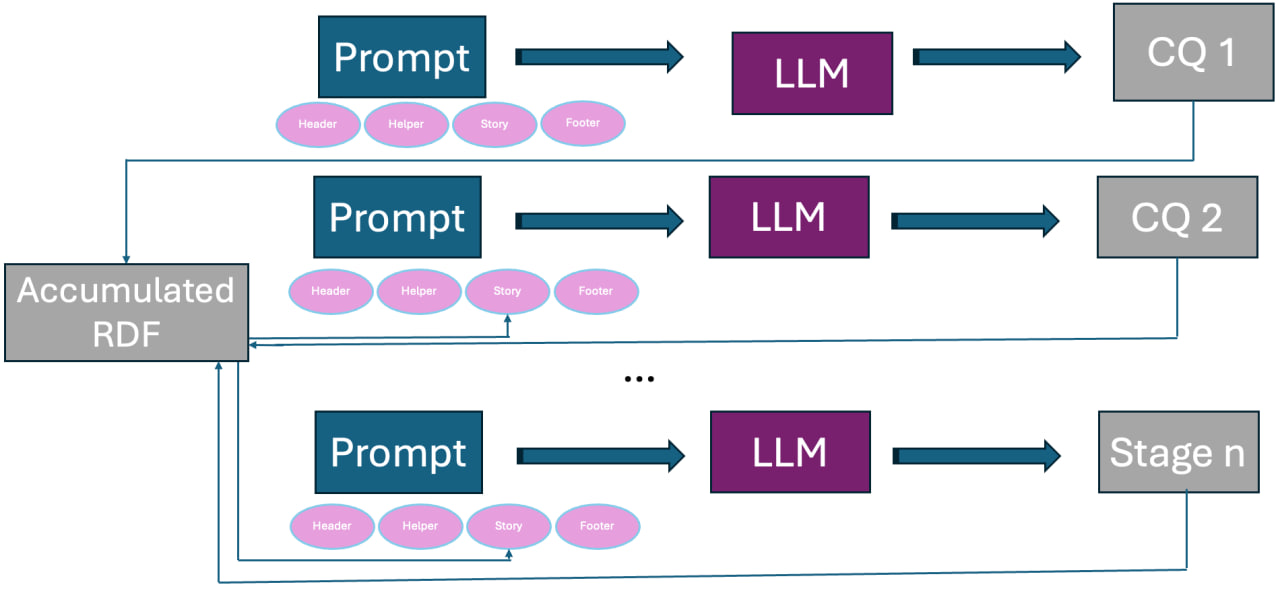 Prompt
LLM
CQ 1
Header
Helper
Story
Footer
Prompt
LLM
CQ 2
Header
Helper
Story
Footer
Accumulated
RDF
...
Prompt
LLM
Stage n
Header
Helper
Story
Footer